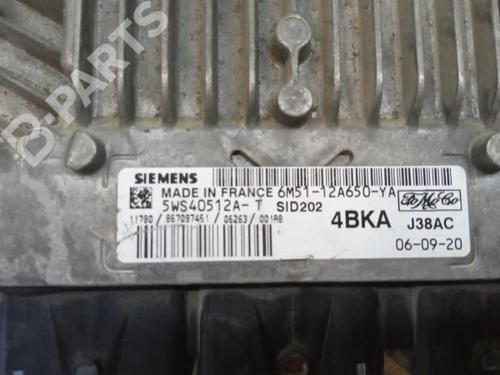 B-PARTS
SIEMENS
MADE IN FRANCE 6M51-12A650-YA
5WS40512A-T SID202
11780 / 867097461 / 06263 / 001AB
4BKA FoMoCo J38AC
06-09-20